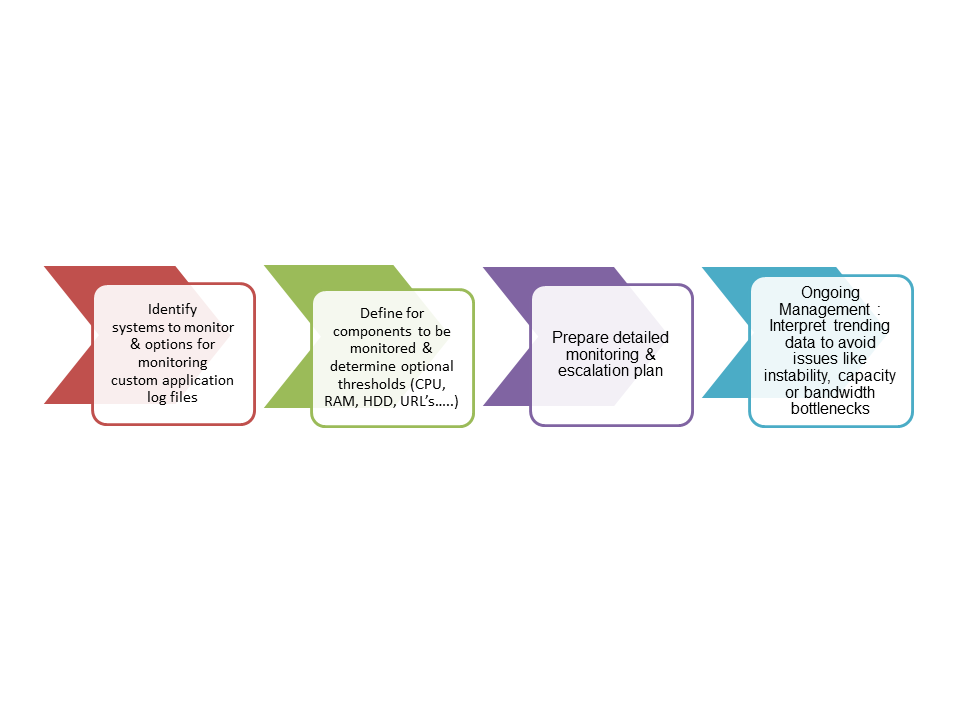 Identify
systems to monitor
& options for
monitoring
custom application
log files
Define for
components to be
monitored &
determine optional
thresholds (CPU,
RAM, HDD, URL’s…..)
Prepare detailed
monitoring &
escalation plan
Ongoing
Management :
Interpret trending
data to avoid
issues like
instability, capacity
or bandwidth
bottlenecks